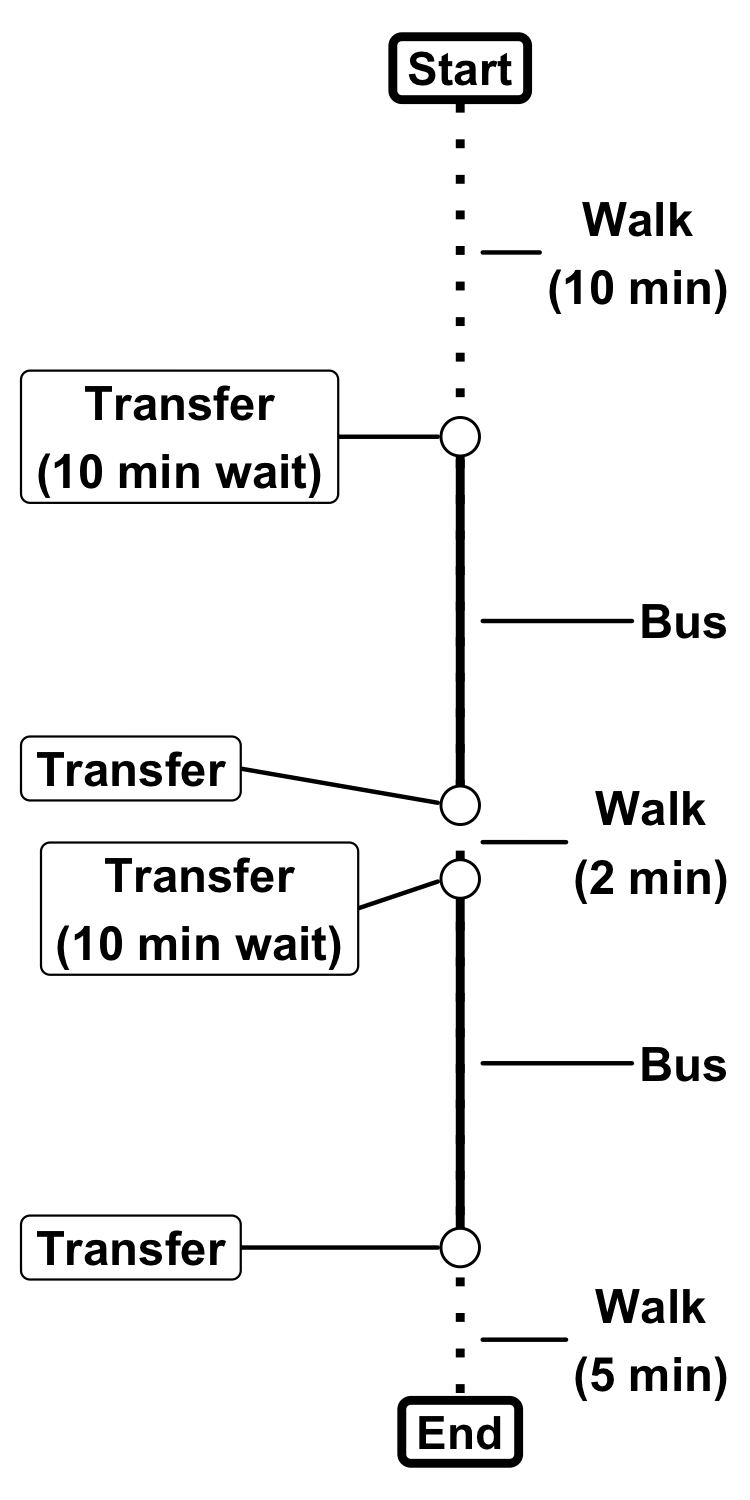 Start
Walk
(10 min)
Transfer
(10 min wait)
Bus
Transfer
Walk
(2 min)
Transfer
(10 min wait)
Bus
Transfer
Walk
(5 min)
End